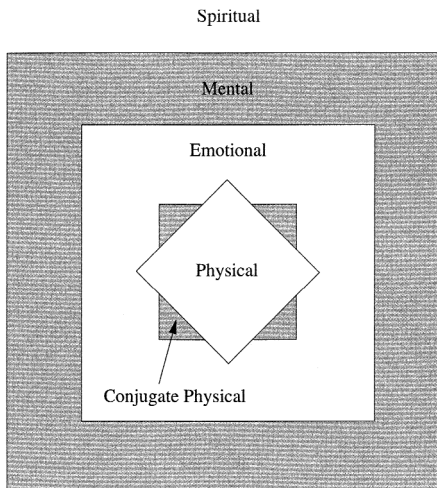 Spiritual
Mental
Emotional
Physical
Conjugate Physical